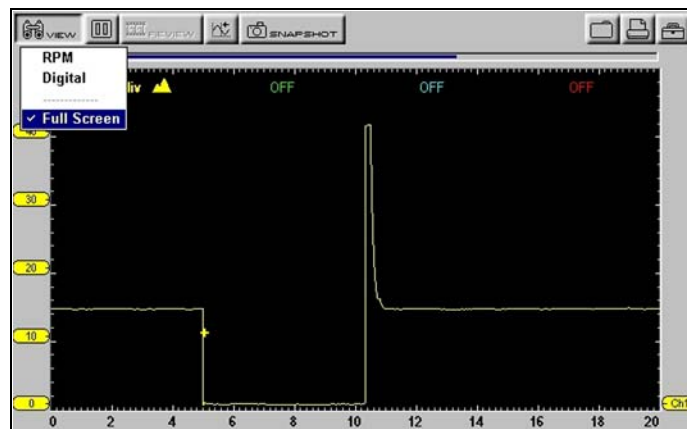 VIEW REVIEW SNAPSHOT
RPM
Digital
------------
✓ Full Screen
OFF OFF OFF
30
20
10
0
Ch1
0 2 4 6 8 10 12 14 16 18 20